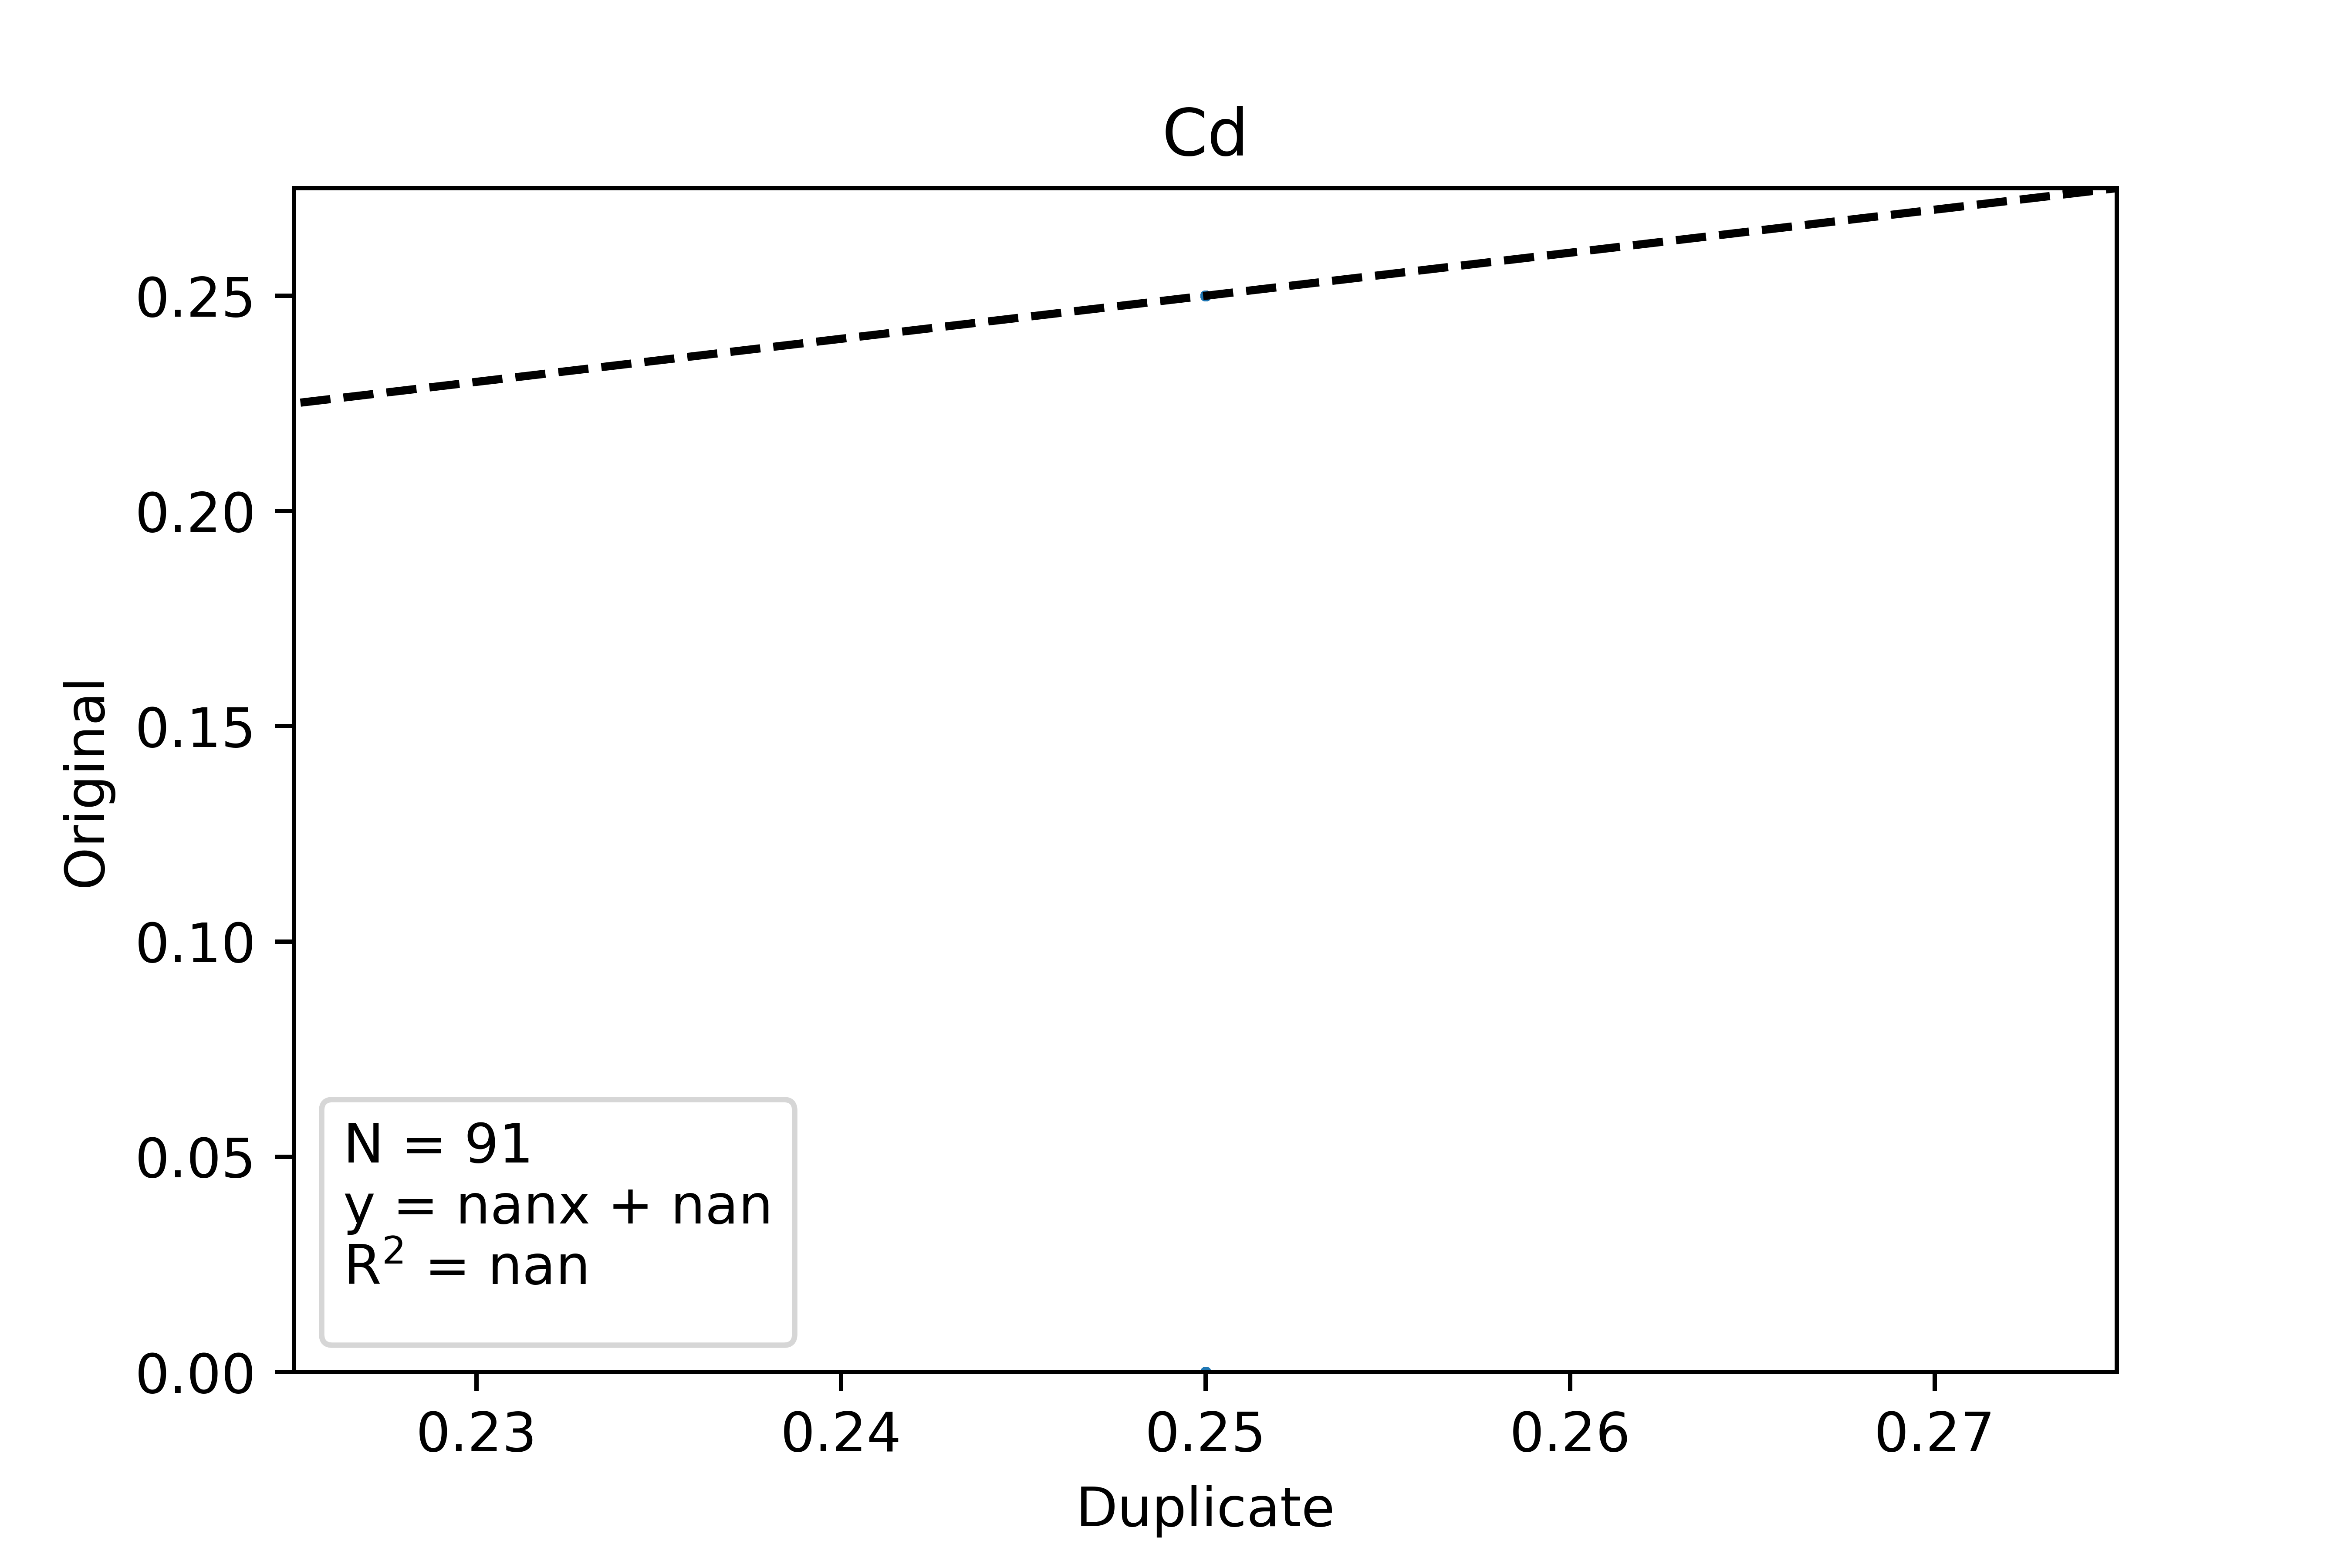 Cd
0.25
0.20
0.15
0.10
0.05
0.00
Original
N = 91
y = nanx + nan
R² = nan
0.23 0.24 0.25 0.26 0.27
Duplicate